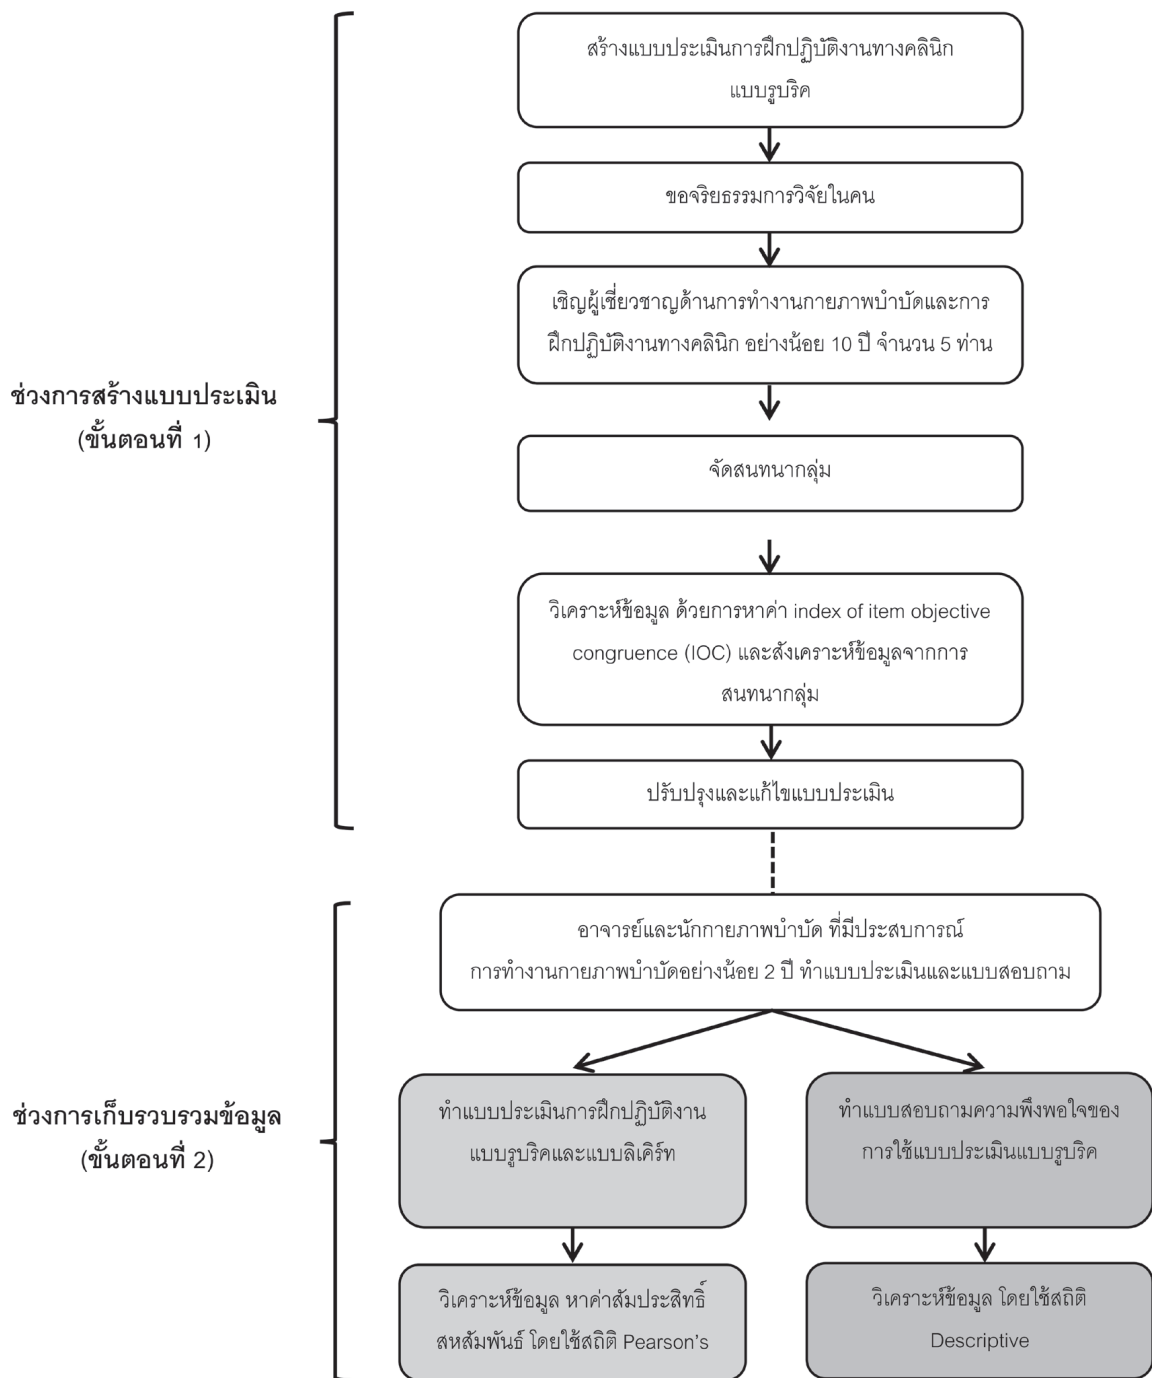 สร้างแบบประเมินการฝึกปฏิบัติงานทางคลินิก
แบบรูบริค
ขอจริยธรรมการวิจัยในคน
เชิญผู้เชี่ยวชาญด้านการทำงานกายภาพบำบัดและการ
ฝึกปฏิบัติงานทางคลินิก อย่างน้อย 10 ปี จำนวน 5 ท่าน
ช่วงการสร้างแบบประเมิน
(ขั้นตอนที่ 1)
จัดสนทนากลุ่ม
วิเคราะห์ข้อมูล ด้วยการหาค่า index of item objective
congruence (IOC) และสังเคราะห์ข้อมูลจากการ
สนทนากลุ่ม
ปรับปรุงและแก้ไขแบบประเมิน
อาจารย์และนักกายภาพบำบัด ที่มีประสบการณ์
การทำงานกายภาพบำบัดอย่างน้อย 2 ปี ทำแบบประเมินและแบบสอบถาม
ช่วงการเก็บรวบรวมข้อมูล
(ขั้นตอนที่ 2)
ทำแบบประเมินการฝึกปฏิบัติงาน
แบบรูบริคและแบบลิเคิร์ท
ทำแบบสอบถามความพึงพอใจของ
การใช้แบบประเมินแบบรูบริค
วิเคราะห์ข้อมูล หาค่าสัมประสิทธิ์
สหสัมพันธ์ โดยใช้สถิติ Pearson's
วิเคราะห์ข้อมูล โดยใช้สถิติ
Descriptive